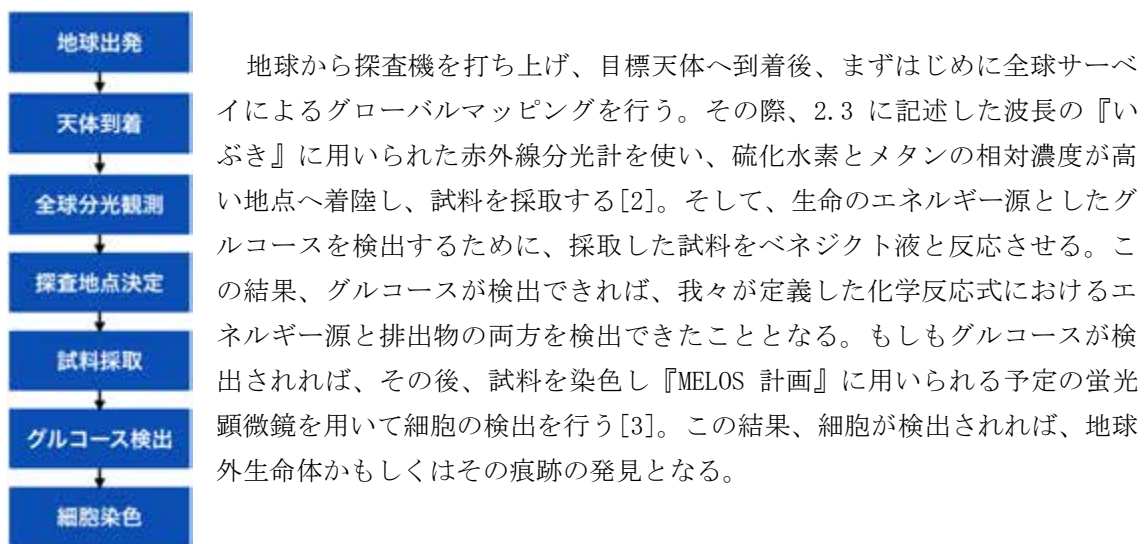 地球出発
天体到着
全球分光観測
探査地点決定
試料採取
グルコース検出
細胞染色
地球から探査機を打ち上げ、目標天体へ到着後、まずはじめに全球サーベ
イによるグローバルマッピングを行う。その際、2.3 に記述した波長の『い
ぶき』に用いられた赤外線分光計を使い、硫化水素とメタンの相対濃度が高
い地点へ着陸し、試料を採取する[2]。そして、生命のエネルギー源としたグ
ルコースを検出するために、採取した試料をベネジクト液と反応させる。こ
の結果、グルコースが検出できれば、我々が定義した化学反応式におけるエ
ネルギー源と排出物の両方を検出できたこととなる。もしもグルコースが検
出されれば、その後、試料を染色し『MELOS 計画』に用いられる予定の蛍光
顕微鏡を用いて細胞の検出を行う[3]。この結果、細胞が検出されれば、地球
外生命体かもしくはその痕跡の発見となる。